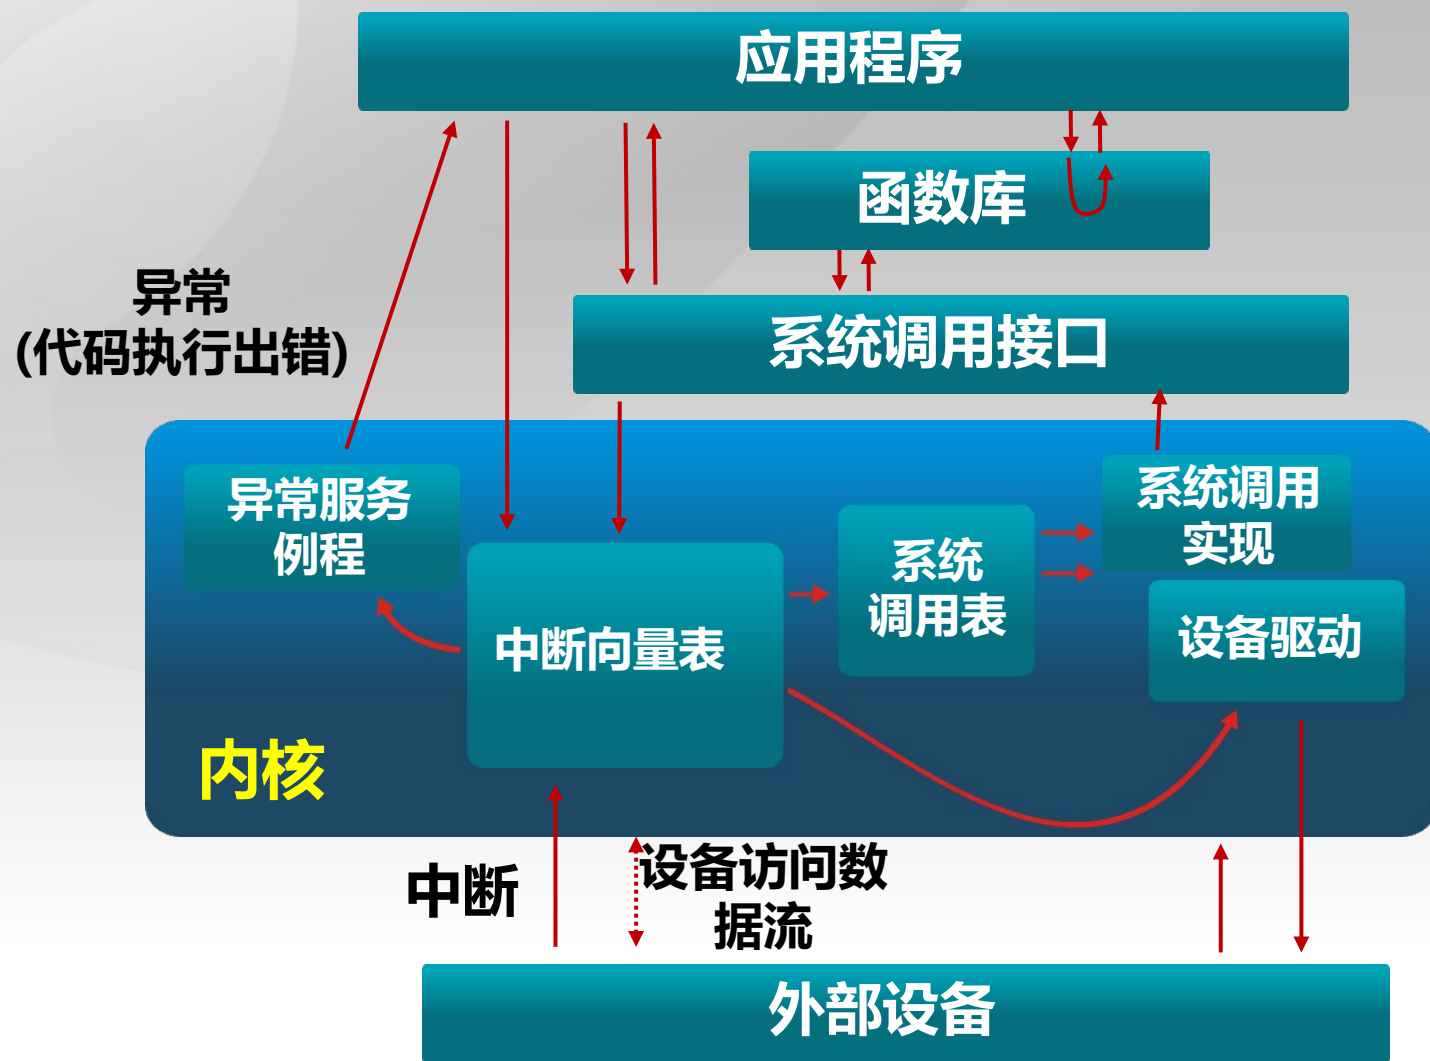 应用程序
函数库
异常
(代码执行出错)
系统调用接口
异常服务
例程
中断向量表
系统
调用表
系统调用
实现
设备驱动
内核
中断
设备访问数
据流
外部设备